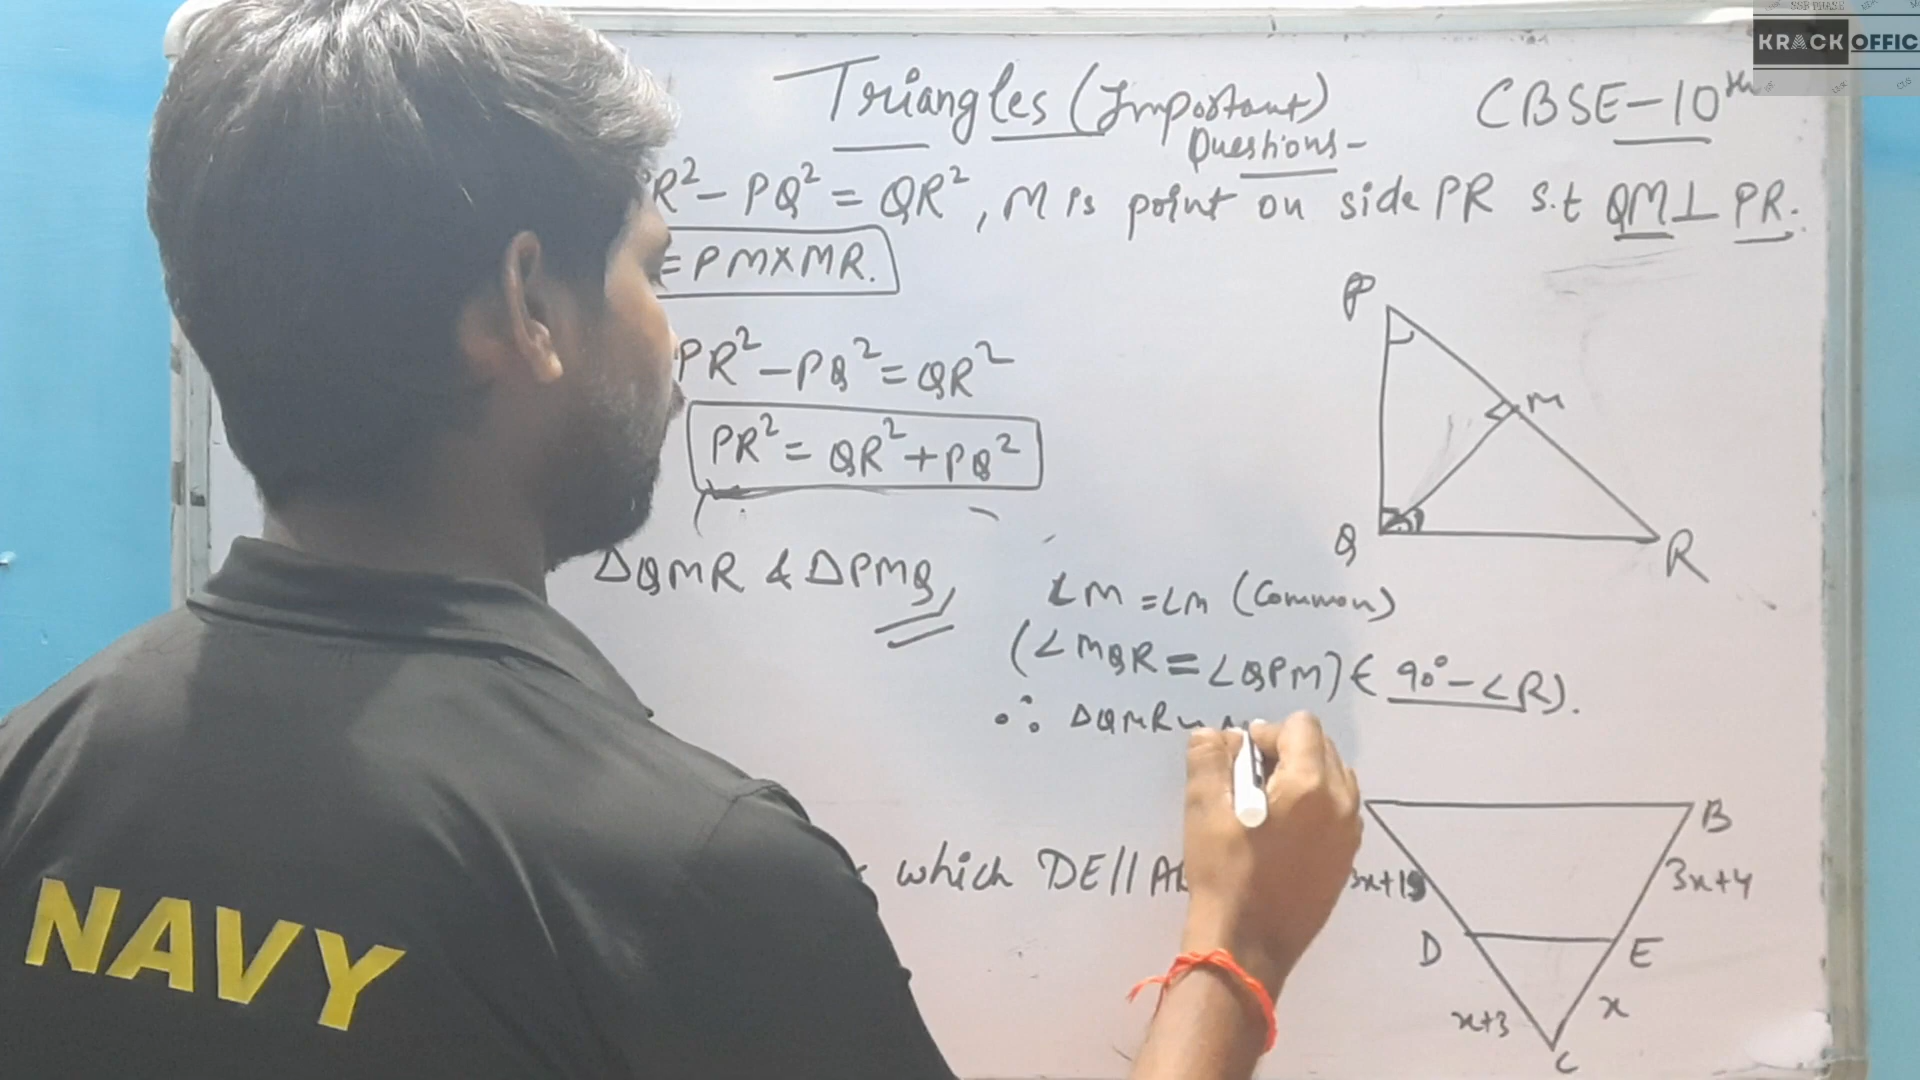 KRACK OFFIC
Triangles (Important)
Questions-
CBSE-10th
R² - PQ² = QR², M is point on side PR s.t QM⊥ PR.
= PM×MR.
PR² - PQ² = QR²
PR² = QR² + PQ²
ΔQMR & ΔPMQ,
∠M = ∠M (Common)
(∠MQR = ∠QPM) (90° - ∠R).
∴ ΔQMR ~
which DE||A
P
M
Q
R
B
3x+19
3x+4
D
E
x+3
x
C
NAVY